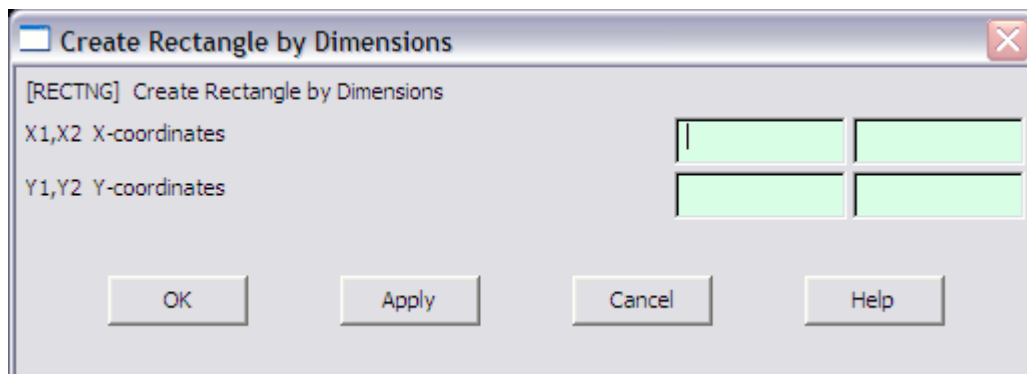 Create Rectangle by Dimensions
[RECTNG] Create Rectangle by Dimensions
X1,X2 X-coordinates
Y1,Y2 Y-coordinates
OK Apply Cancel Help